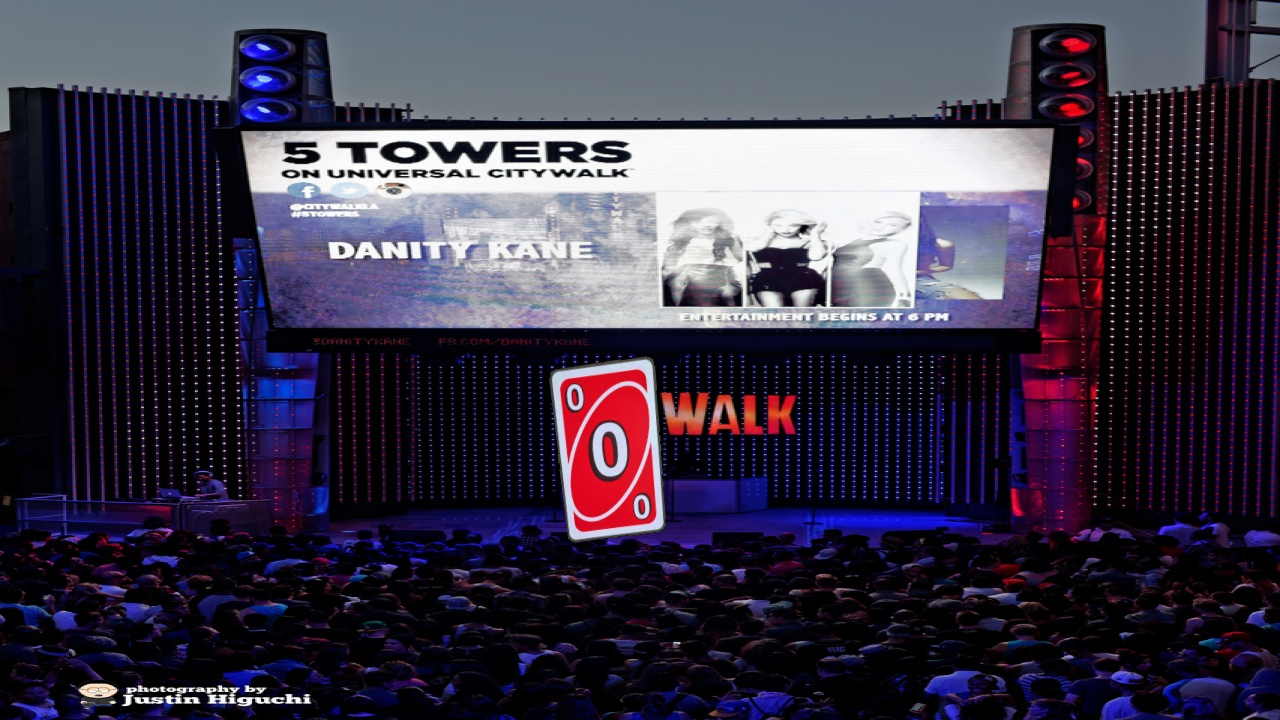 5 TOWERS
ON UNIVERSAL CITYWALK
@CITYWALKLA
#5TOWERS
DANITY KANE
ENTERTAINMENT BEGINS AT 6 PM
@DANITYKANE FB.COM/DANITYKANE
0
WALK
0
0
photography by
Justin Higuchi